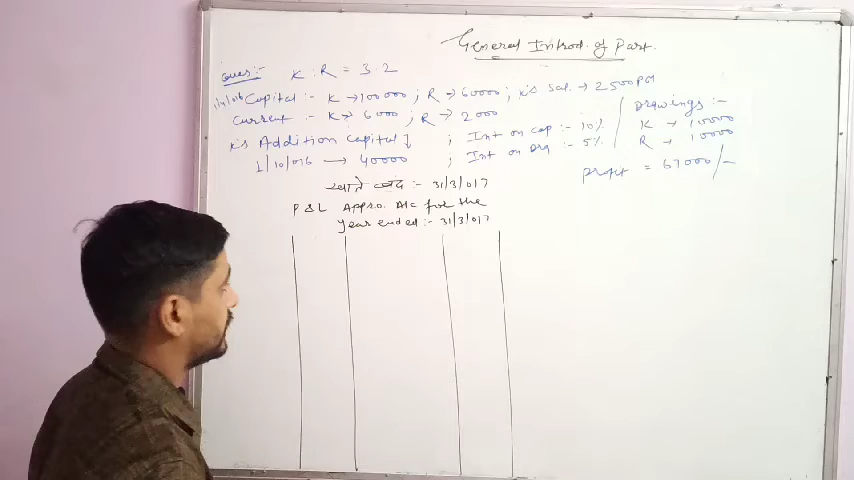 General Introd. of Part.
Ques:- K : R = 3:2
1/4/016 Capital :- K → 100000 ; R → 60000 ; K's Sal. → 2500 PM
Current :- K → 6000 ; R → 2000
K's Addition Capital ; Int on cap :- 10%
1/10/016 → 40000 ; Int on Drg :- 5%
Drawings :-
K → 10000
R → 10000
Profit = 67000/-
खाते बंद :- 31/3/017
P & L Appro. A/c for the
Year ended :- 31/3/017